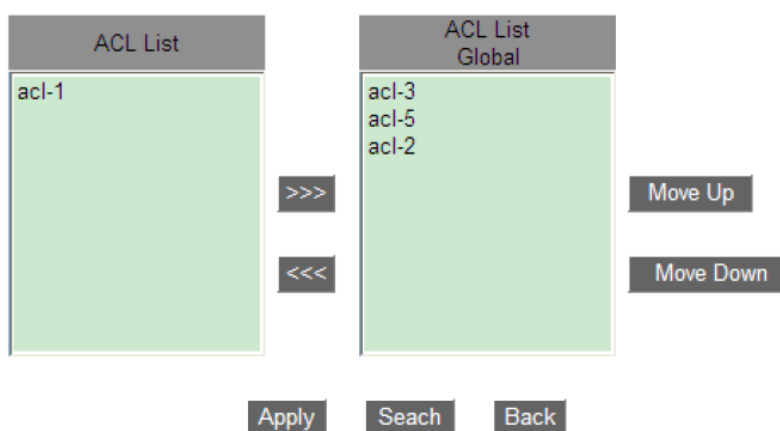 ACL List
ACL List
Global
acl-1
acl-3
acl-5
acl-2
>>>
Move Up
<<<
Move Down
Apply
Seach
Back